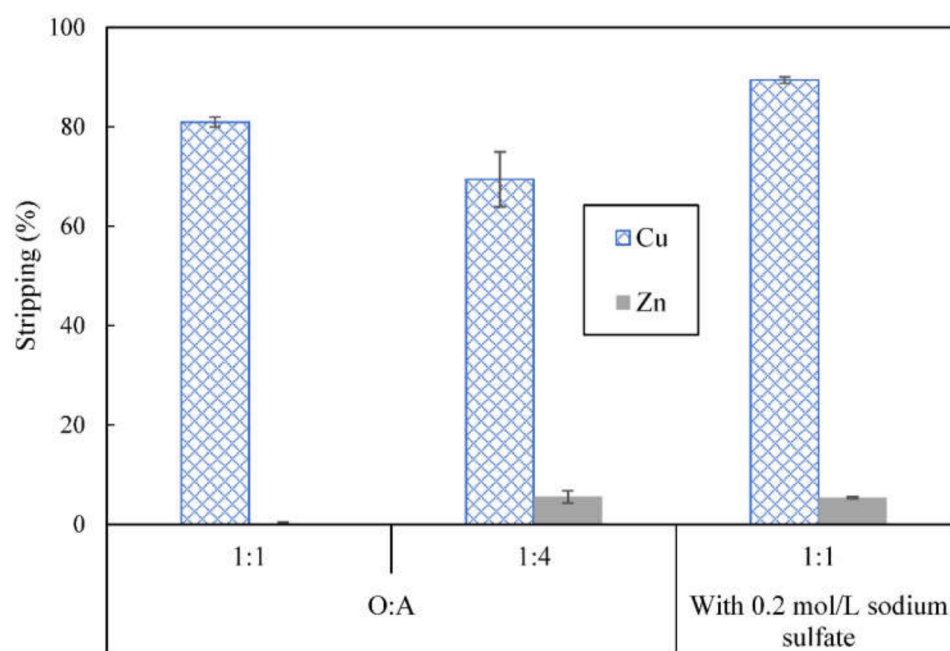 100
80
60
40
20
0
Stripping (%)
Cu
Zn
1:1
1:4
1:1
O:A
With 0.2 mol/L sodium
sulfate